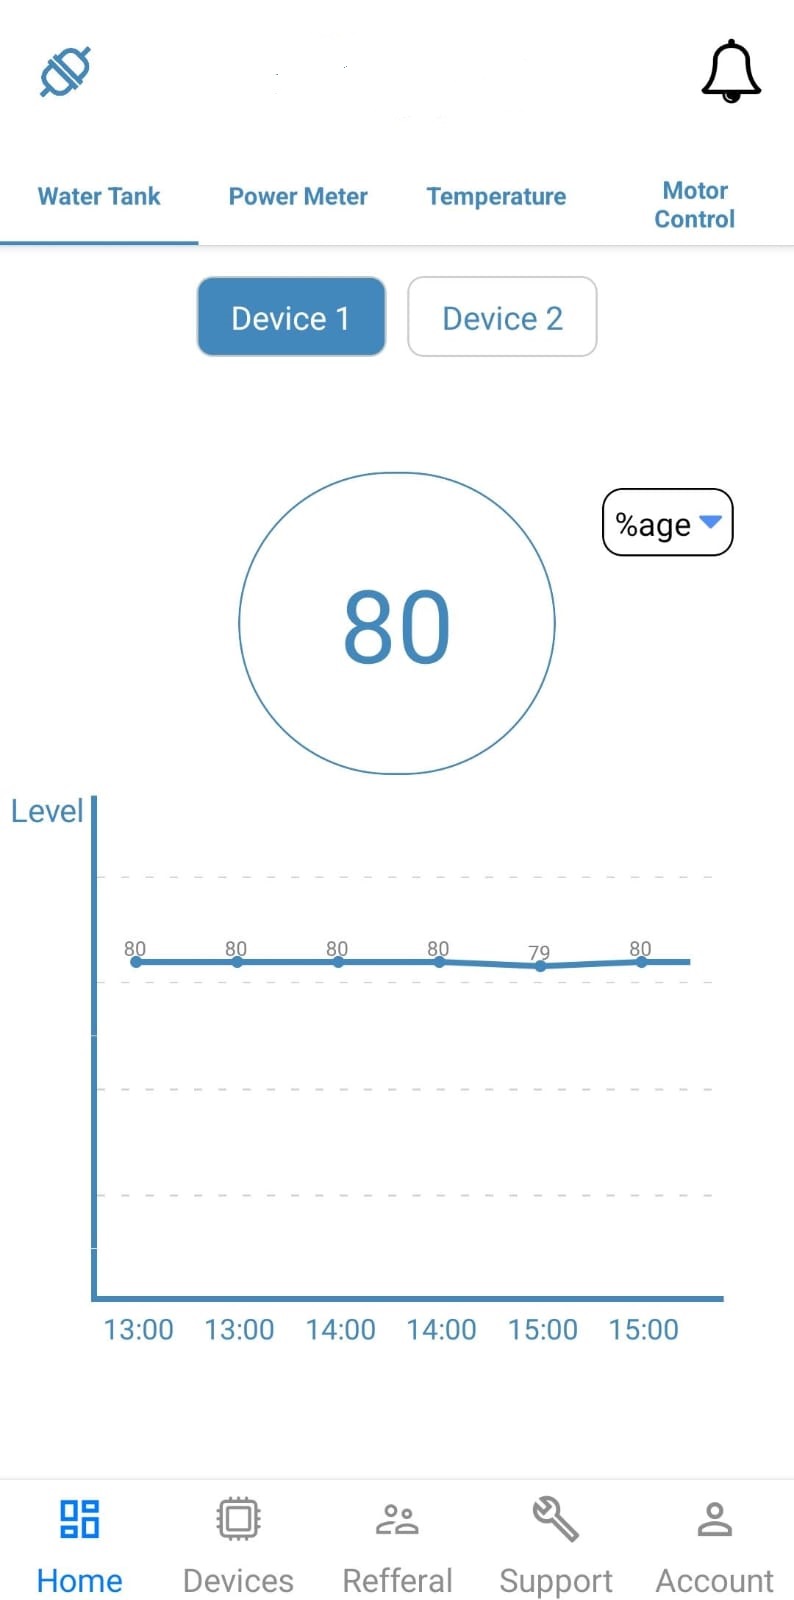 Water Tank
Power Meter
Temperature
Motor
Control
Device 1
Device 2
%age
80
Level
80
80
80
80
79
80
13:00
13:00
14:00
14:00
15:00
15:00
Home
Devices
Refferal
Support
Account